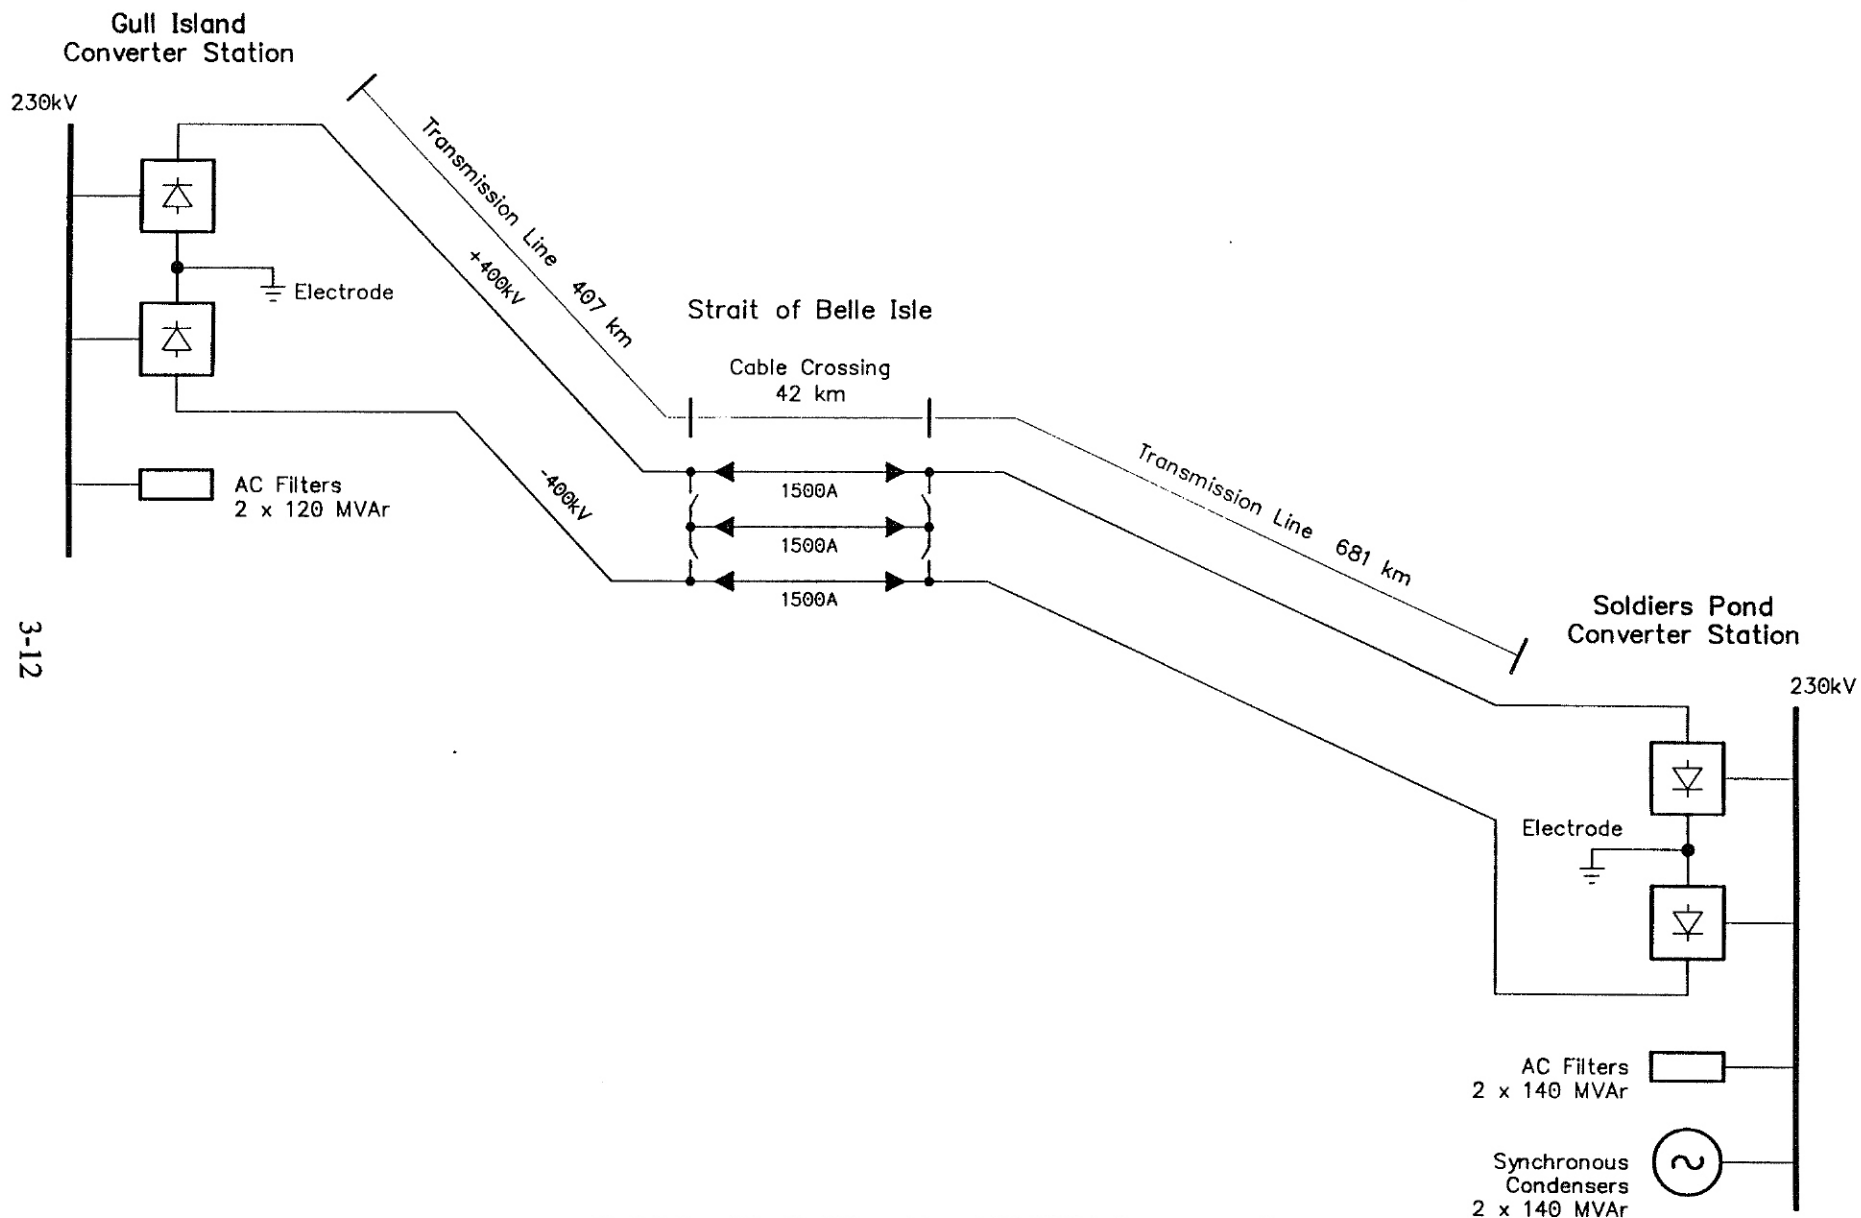 Gull Island
Converter Station
230kV
Transmission Line 407 km
+400kV
Electrode
Strait of Belle Isle
Cable Crossing
42 km
-400kV
AC Filters
2 x 120 MVAr
1500A
1500A
1500A
Transmission Line 681 km
Soldiers Pond
Converter Station
230kV
3-12
Electrode
AC Filters
2 x 140 MVAr
Synchronous
Condensers
2 x 140 MVAr